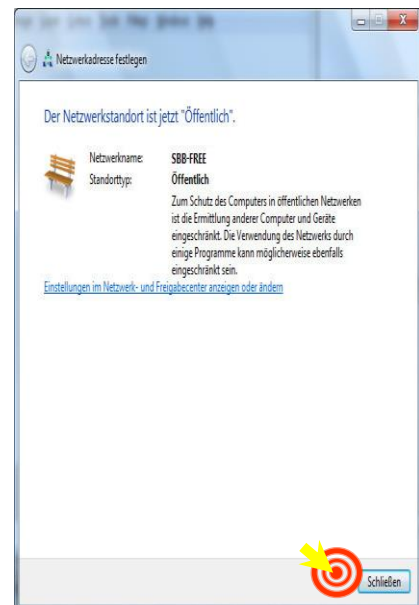 Netzwerkadresse festlegen
Der Netzwerkstandort ist jetzt "Öffentlich".
Netzwerkname: SBB-FREE
Standorttyp: Öffentlich
Zum Schutz des Computers in öffentlichen Netzwerken
ist die Ermittlung anderer Computer und Geräte
eingeschränkt. Die Verwendung des Netzwerks durch
einige Programme kann möglicherweise ebenfalls
eingeschränkt sein.
Einstellungen im Netzwerk- und Freigabecenter anzeigen oder ändern
Schließen